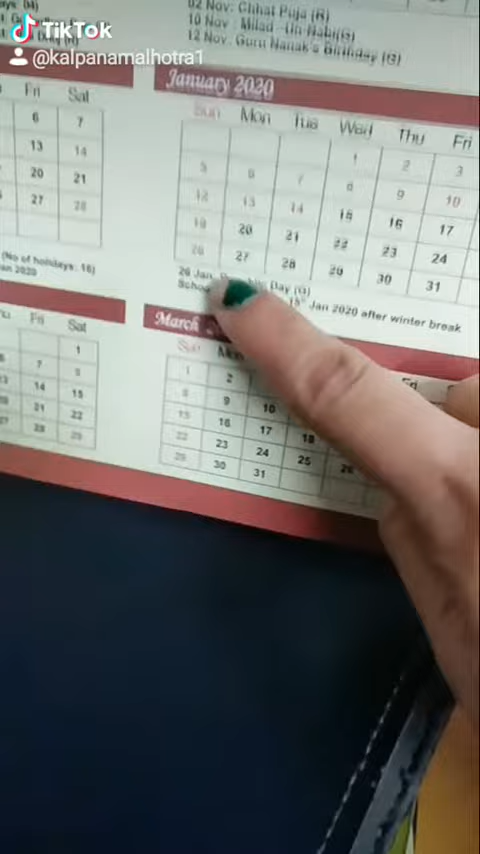 TikTok
@kalpanamalhotra1
02 Nov: Chhat Puja (R)
10 Nov : Milad -Un Nabi(G)
12 Nov: Guru Nanak's Birthday (G)
January 2020
Fri Sat
Sun Mon Tue Wed Thu Fri
6 7
1 2 3
13 14
5 6 7 8 9 10
20 21
12 13 14 15 16 17
27 28
19 20 21 22 23 24
26 27 28 29 30 31
(No of holidays: 16)
26 Jan Day (G)
Jan 2020 after winter break
March
Fri Sat
Sun
1
1 2
7 8
8 9 10
14 15
15 16 17 18
21 22
22 23 24 25 26
28 29
29 30 31